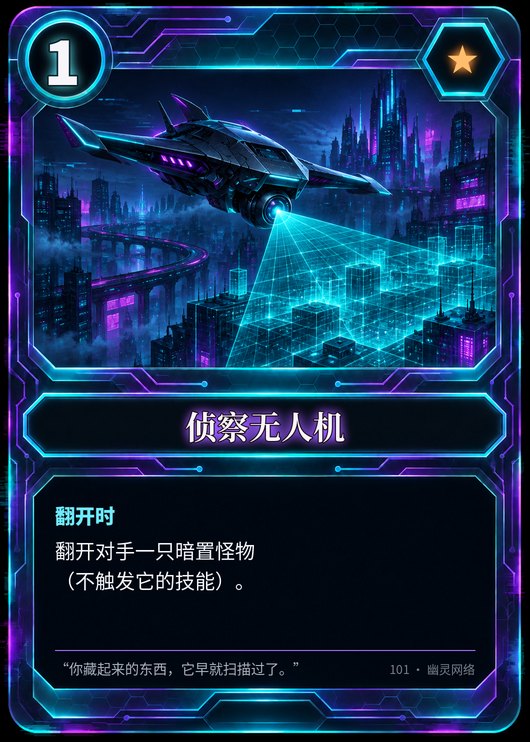 1
侦察无人机
翻开时
翻开对手一只暗置怪物
（不触发它的技能）。
“你藏起来的东西，它早就扫描过了。”
101 · 幽灵网络